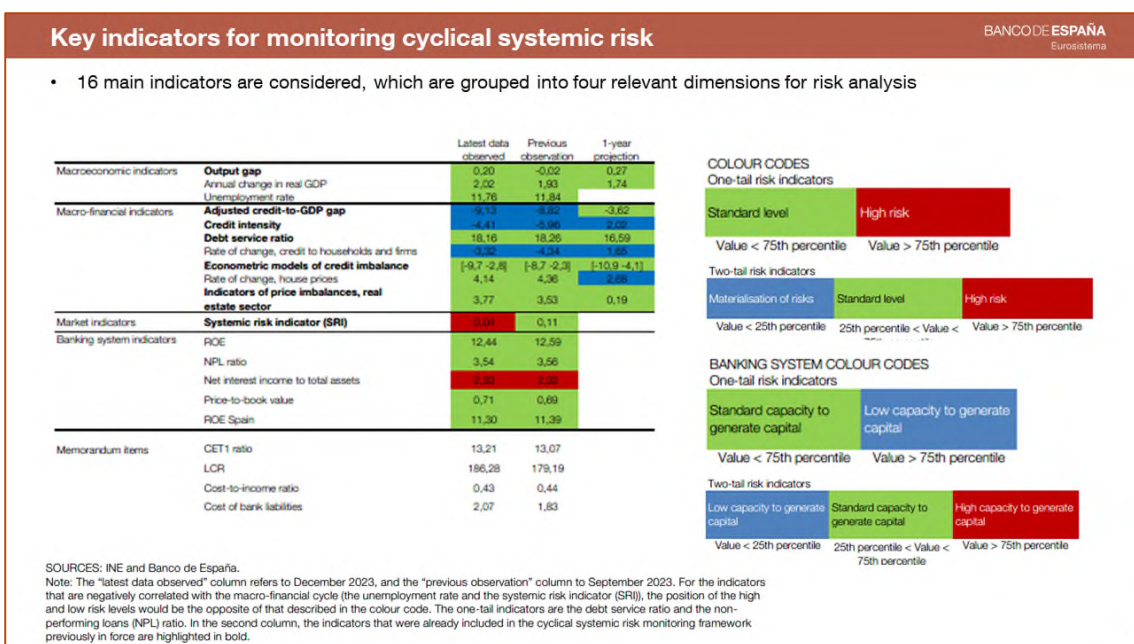 Key indicators for monitoring cyclical systemic risk
BANCODEESPAÑA
Eurosistema
• 16 main indicators are considered, which are grouped into four relevant dimensions for risk analysis
Latest data observed Previous observation 1-year projection
Macroeconomic indicators Output gap 0,20 -0,02 0,27
Annual change in real GDP 2,02 1,93 1,74
Unemployment rate 11,76 11,84
Macro-financial indicators Adjusted credit-to-GDP gap -9,13 -8,82 -3,62
Credit intensity -4,41 -5,96 2,02
Debt service ratio 18,16 18,26 16,59
Rate of change, credit to households and firms -3,32 -4,34 1,65
Econometric models of credit imbalance [-9,7 -2,8] [-8,7 -2,3] [-10,9 -4,1]
Rate of change, house prices 4,14 4,36 2,68
Indicators of price imbalances, real
estate sector 3,77 3,53 0,19
Market indicators Systemic risk indicator (SRI) 0,04 0,11
Banking system indicators ROE 12,44 12,59
NPL ratio 3,54 3,56
Net interest income to total assets
Price-to-book value 0,71 0,69
ROE Spain 11,30 11,39
Memorandum items CET1 ratio 13,21 13,07
LCR 186,28 179,19
Cost-to-income ratio 0,43 0,44
Cost of bank liabilities 2,07 1,83
COLOUR CODES
One-tail risk indicators
Standard level High risk
Value < 75th percentile Value > 75th percentile
Two-tail risk indicators
Materialisation of risks Standard level High risk
Value < 25th percentile 25th percentile < Value < Value > 75th percentile
BANKING SYSTEM COLOUR CODES
One-tail risk indicators
Standard capacity to generate capital Low capacity to generate capital
Value < 75th percentile Value > 75th percentile
Two-tail risk indicators
Low capacity to generate capital Standard capacity to generate capital High capacity to generate capital
Value < 25th percentile 25th percentile < Value < 75th percentile Value > 75th percentile
SOURCES: INE and Banco de España.
Note: The “latest data observed” column refers to December 2023, and the “previous observation” column to September 2023. For the indicators
that are negatively correlated with the macro-financial cycle (the unemployment rate and the systemic risk indicator (SRI)), the position of the high
and low risk levels would be the opposite of that described in the colour code. The one-tail indicators are the debt service ratio and the non-
performing loans (NPL) ratio. In the second column, the indicators that were already included in the cyclical systemic risk monitoring framework
previously in force are highlighted in bold.